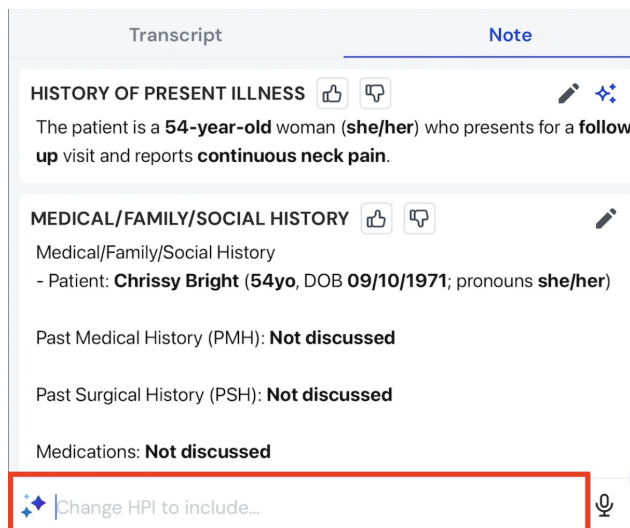 Transcript
Note
HISTORY OF PRESENT ILLNESS
The patient is a 54-year-old woman (she/her) who presents for a follow
up visit and reports continuous neck pain.
MEDICAL/FAMILY/SOCIAL HISTORY
Medical/Family/Social History
- Patient: Chrissy Bright (54yo, DOB 09/10/1971; pronouns she/her)
Past Medical History (PMH): Not discussed
Past Surgical History (PSH): Not discussed
Medications: Not discussed
Change HPI to include...